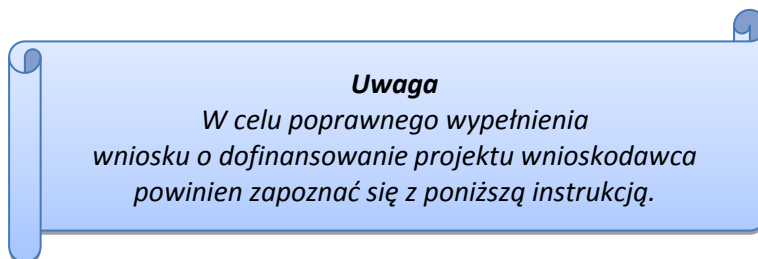 Uwaga
W celu poprawnego wypełnienia
wniosku o dofinansowanie projektu wnioskodawca
powinien zapoznać się z poniższą instrukcją.